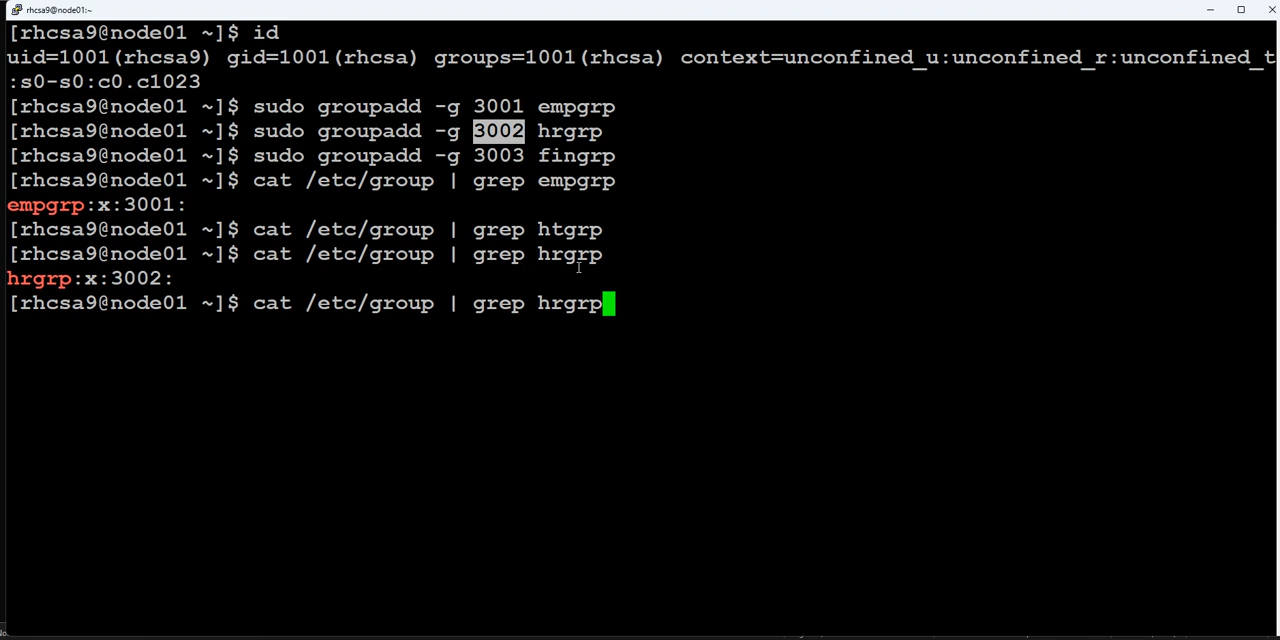 rhcsa9@node01:~
[rhcsa9@node01 ~]$ id
uid=1001(rhcsa9) gid=1001(rhcsa) groups=1001(rhcsa) context=unconfined_u:unconfined_r:unconfined_t
:s0-s0:c0.c1023
[rhcsa9@node01 ~]$ sudo groupadd -g 3001 empgrp
[rhcsa9@node01 ~]$ sudo groupadd -g 3002 hrgrp
[rhcsa9@node01 ~]$ sudo groupadd -g 3003 fingrp
[rhcsa9@node01 ~]$ cat /etc/group | grep empgrp
empgrp:x:3001:
[rhcsa9@node01 ~]$ cat /etc/group | grep htgrp
[rhcsa9@node01 ~]$ cat /etc/group | grep hrgrp
hrgrp:x:3002:
[rhcsa9@node01 ~]$ cat /etc/group | grep hrgrp